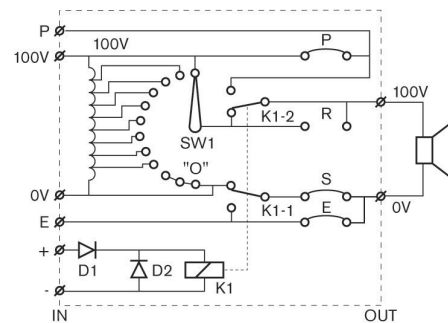 P
100V
100V
P
100V
SW1
K1-2
R
"O"
0V
S
K1-1
0V
E
E
+
D1
D2
K1
-
IN
OUT